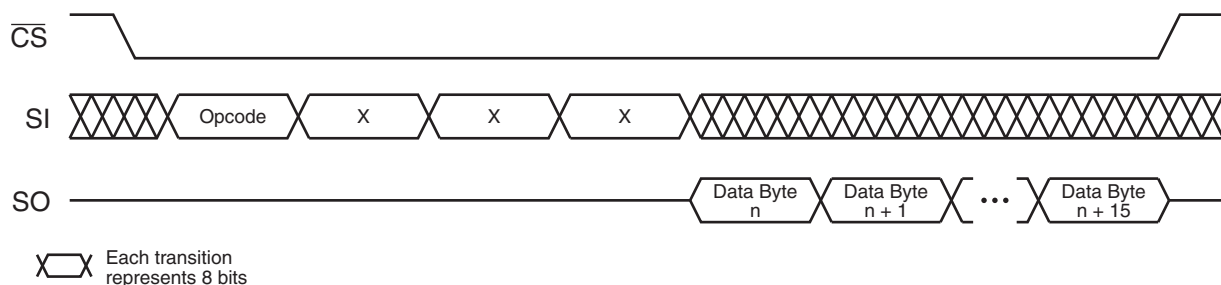 CS
SI
Opcode
X
X
X
SO
Data Byte
n
Data Byte
n + 1
•••
Data Byte
n + 15
Each transition
represents 8 bits